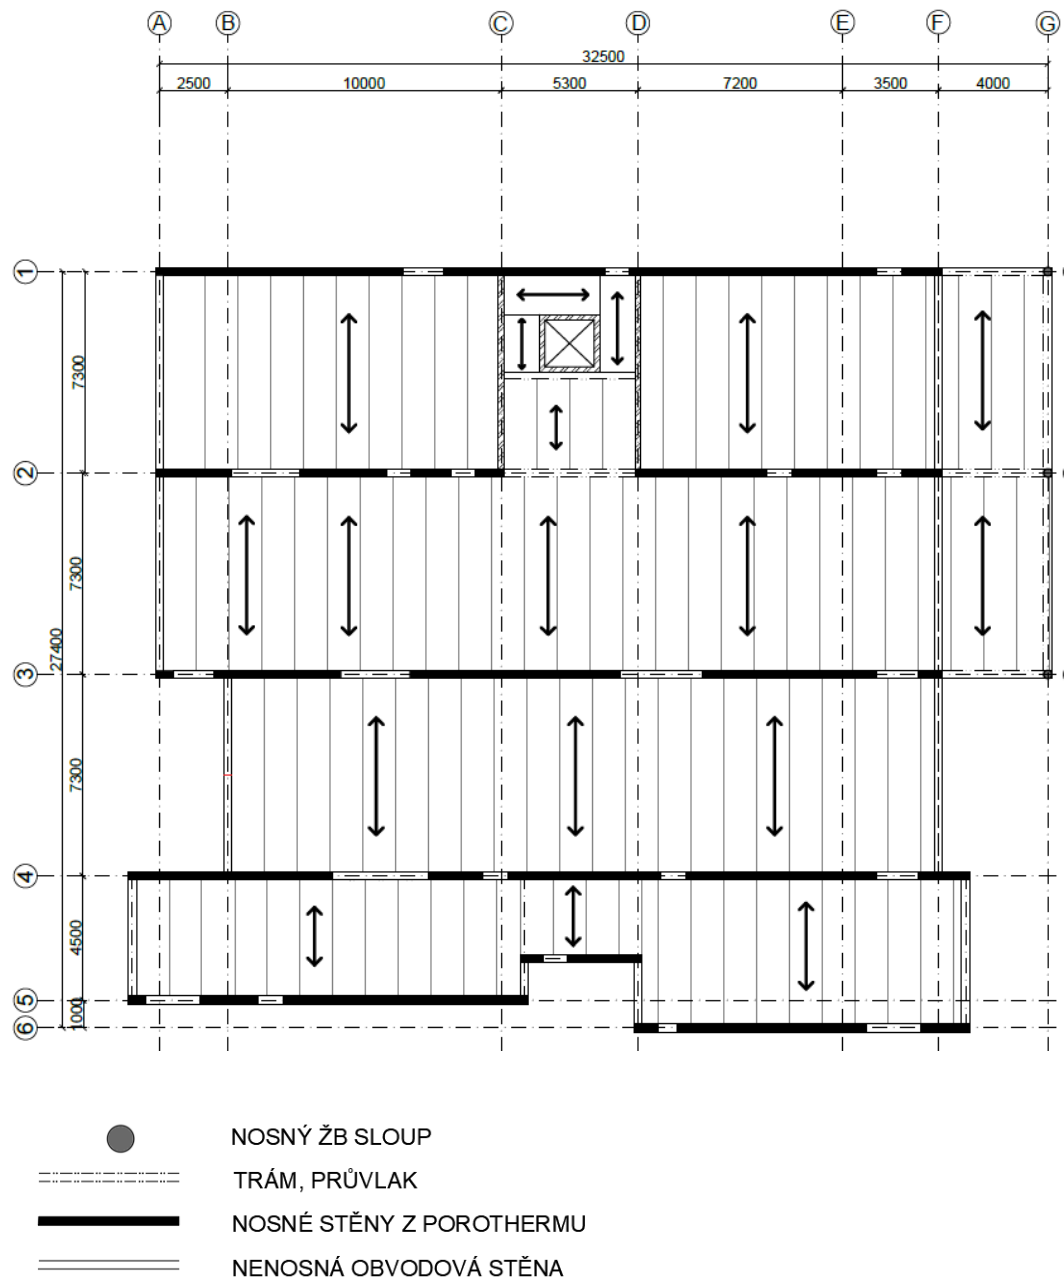 A B C D E F G
32500
2500 10000 5300 7200 3500 4000
1
7300
2
7300
27400
3
7300
4
4500
5
1000
6
NOSNÝ ŽB SLOUP
TRÁM, PRŮVLAK
NOSNÉ STĚNY Z POROTHERMU
NENOSNÁ OBVODOVÁ STĚNA